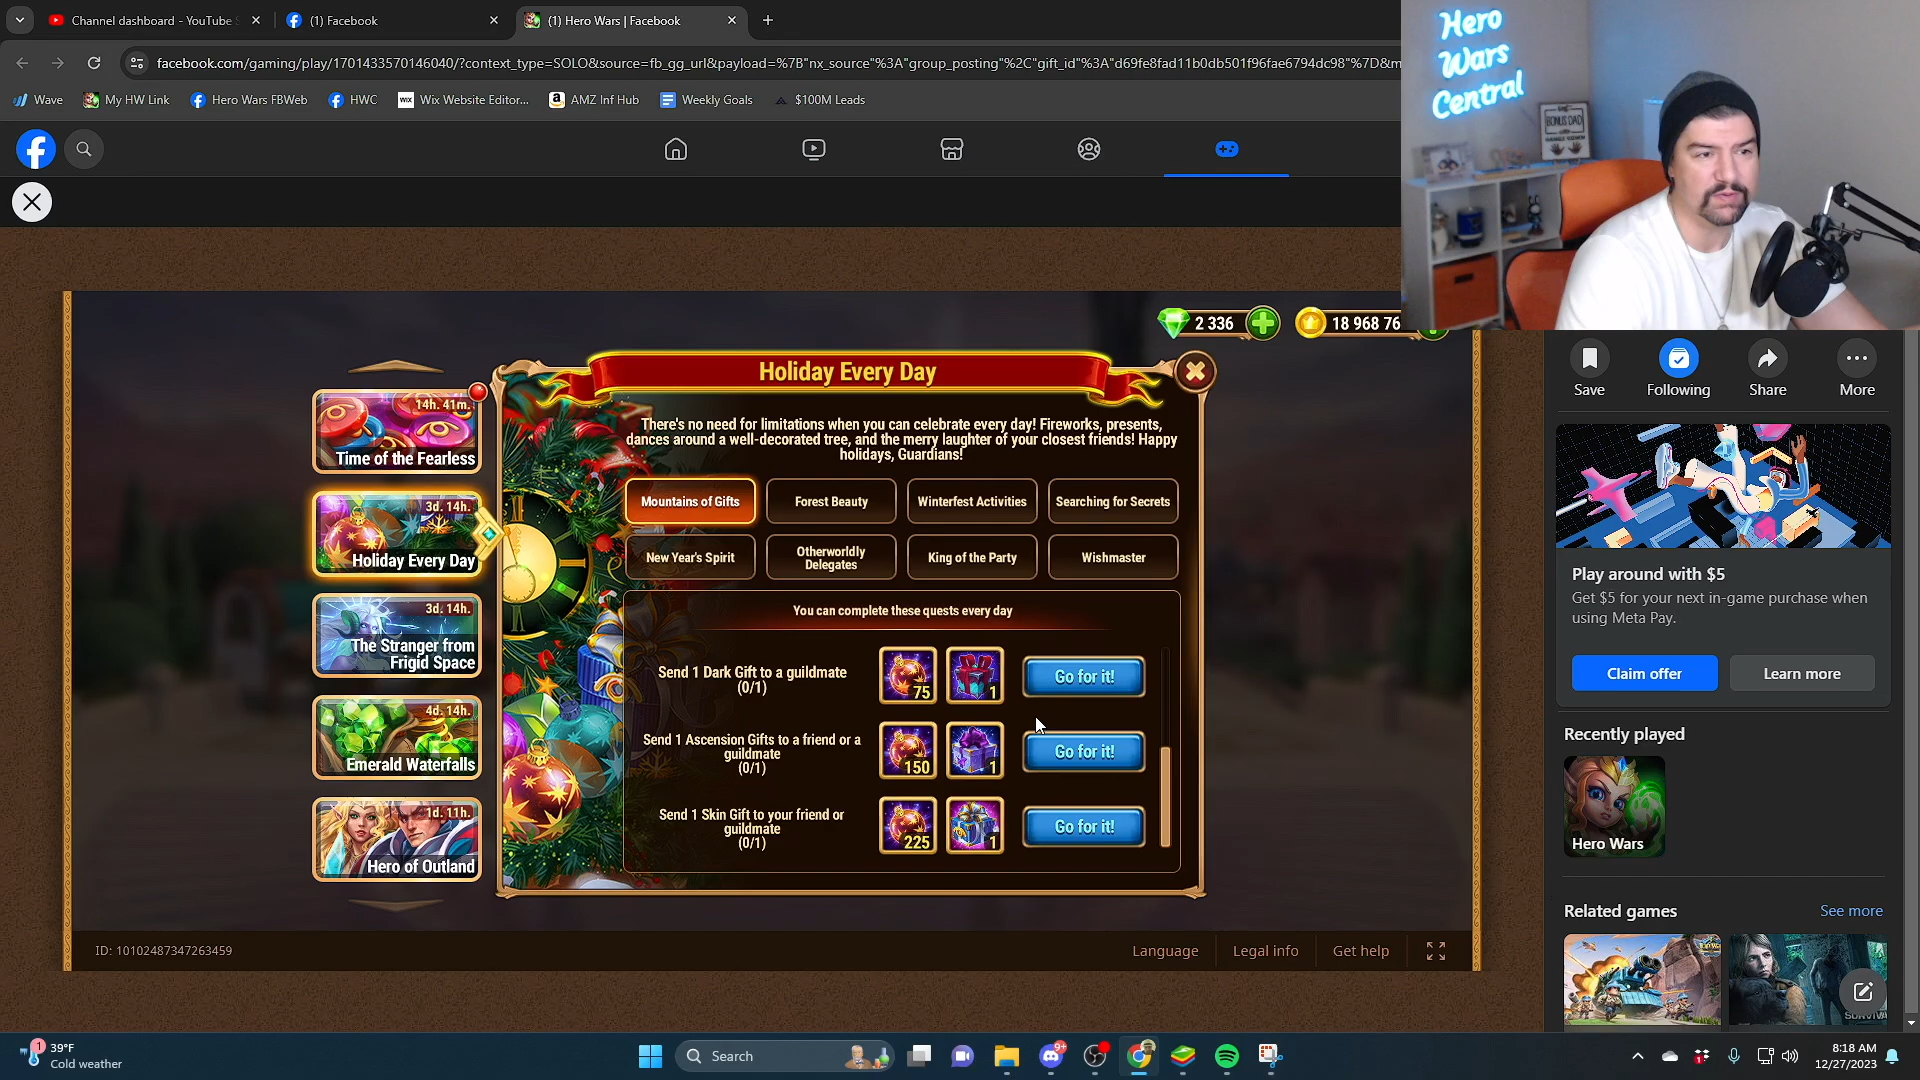 Channel dashboard - YouTube S
(1) Facebook
(1) Hero Wars | Facebook
facebook.com/gaming/play/1701433570146040/?context_type=SOLO&source=fb_gg_url&payload=%7B"nx_source"%3A"group_posting"%2C"gift_id"%3A"d69fe8fad11b0db501f96fae6794dc98"%7D&m
Wave
My HW Link
Hero Wars FBWeb
HWC
WIX
Wix Website Editor...
AMZ Inf Hub
Weekly Goals
$100M Leads
Hero
Wars
Central
BONUS DAD
2 336
18 968 76
Holiday Every Day
There's no need for limitations when you can celebrate every day! Fireworks, presents,
dances around a well-decorated tree, and the merry laughter of your closest friends! Happy
holidays, Guardians!
14h. 41m.
Time of the Fearless
3d. 14h.
Holiday Every Day
3d. 14h.
The Stranger from
Frigid Space
4d. 14h.
Emerald Waterfalls
1d. 11h.
Hero of Outland
Mountains of Gifts
Forest Beauty
Winterfest Activities
Searching for Secrets
New Year's Spirit
Otherworldly
Delegates
King of the Party
Wishmaster
You can complete these quests every day
Send 1 Dark Gift to a guildmate
(0/1)
75
1
Go for it!
Send 1 Ascension Gifts to a friend or a
guildmate
(0/1)
150
1
Go for it!
Send 1 Skin Gift to your friend or
guildmate
(0/1)
225
1
Go for it!
ID: 10102487347263459
Language
Legal info
Get help
Save
Following
Share
More
Play around with $5
Get $5 for your next in-game purchase when
using Meta Pay.
Claim offer
Learn more
Recently played
Hero Wars
Related games
See more
1
39°F
Cold weather
Search
9+
8:18 AM
12/27/2023